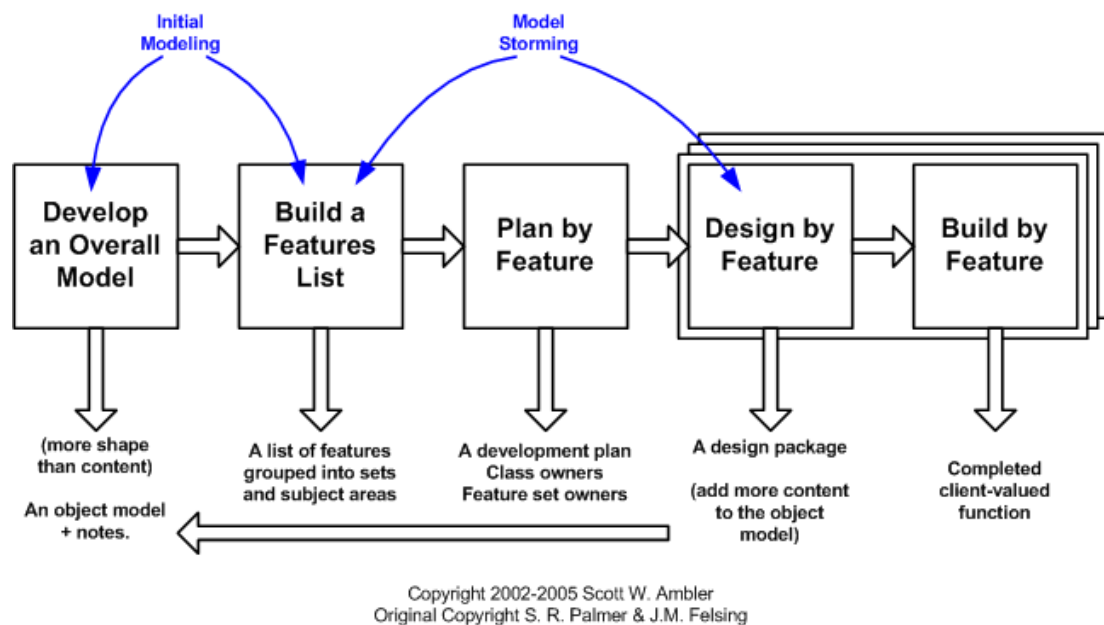 Initial
Modeling
Model
Storming
Develop
an Overall
Model
Build a
Features
List
Plan by
Feature
Design by
Feature
Build by
Feature
(more shape
than content)
An object model
+ notes.
A list of features
grouped into sets
and subject areas
A development plan
Class owners
Feature set owners
A design package
(add more content
to the object
model)
Completed
client-valued
function
Copyright 2002-2005 Scott W. Ambler
Original Copyright S. R. Palmer & J.M. Felsing